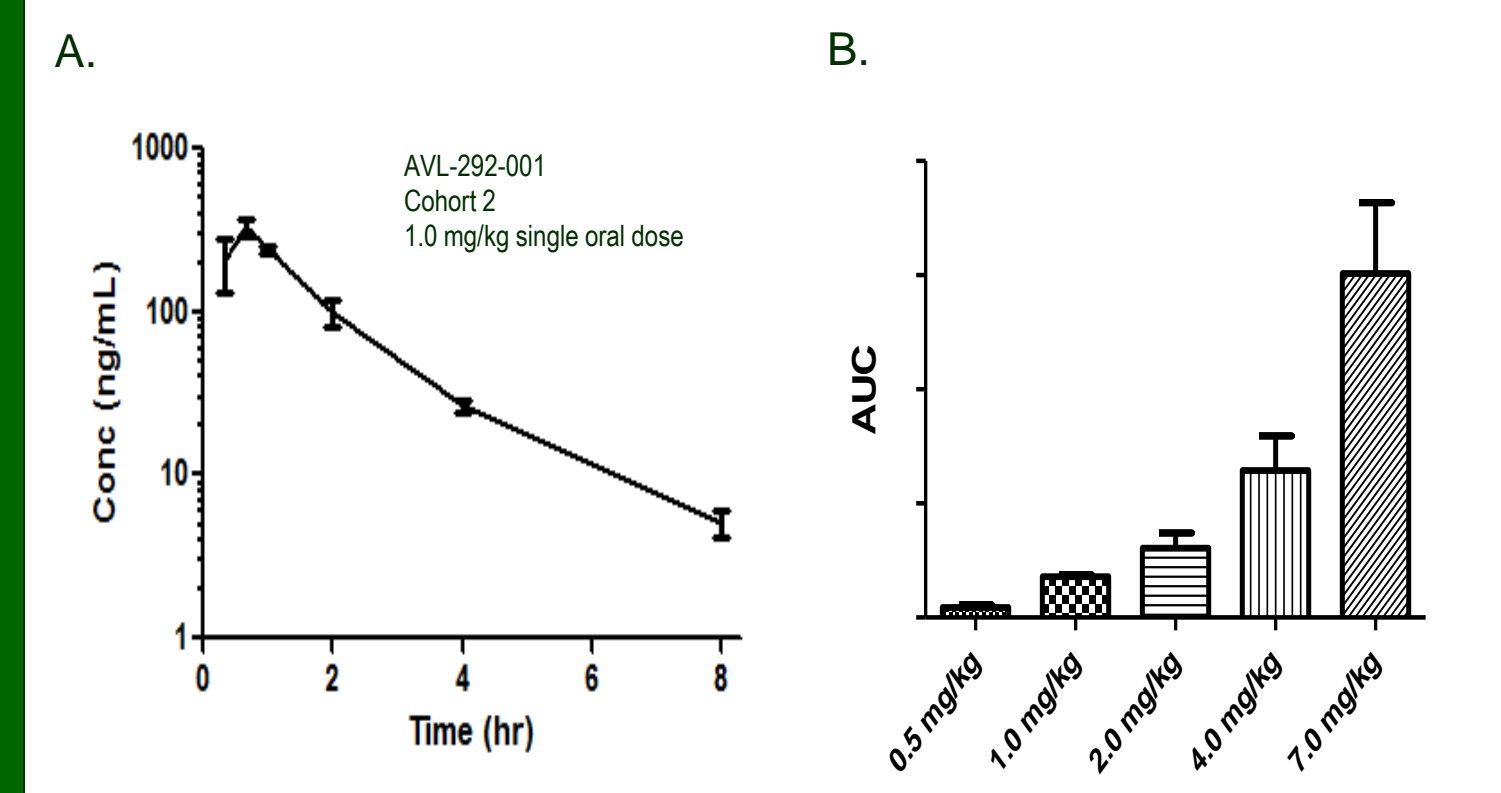 A.
B.
1000
100
10
1
Conc (ng/mL)
AVL-292-001
Cohort 2
1.0 mg/kg single oral dose
0 2 4 6 8
Time (hr)
AUC
0.5 mg/kg
1.0 mg/kg
2.0 mg/kg
4.0 mg/kg
7.0 mg/kg